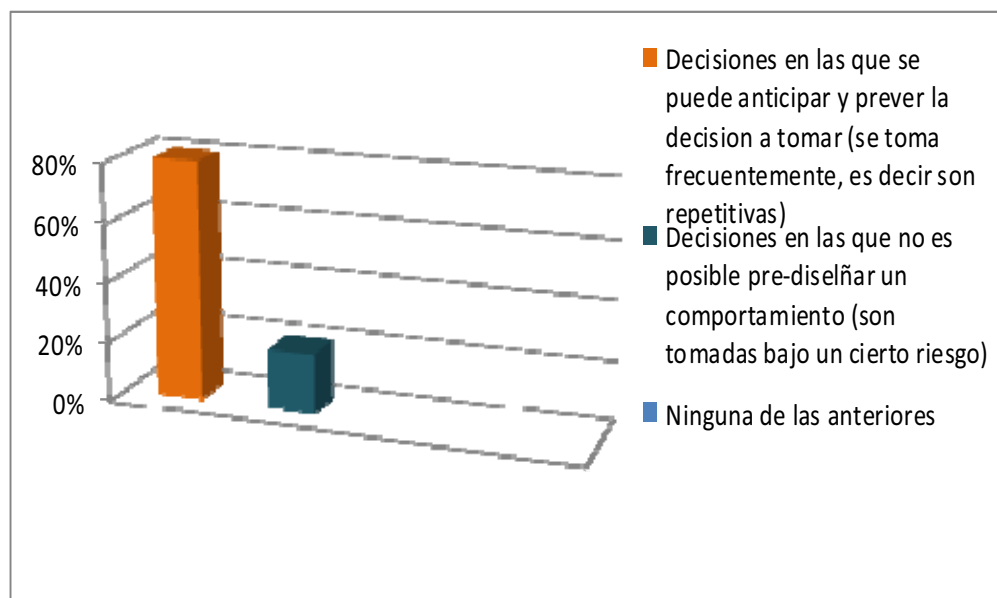 80%
60%
40%
20%
0%
Decisiones en las que se
puede anticipar y prever la
decision a tomar (se toma
frecuentemente, es decir son
repetitivas)
Decisiones en las que no es
posible pre-diselñar un
comportamiento (son
tomadas bajo un cierto riesgo)
Ninguna de las anteriores